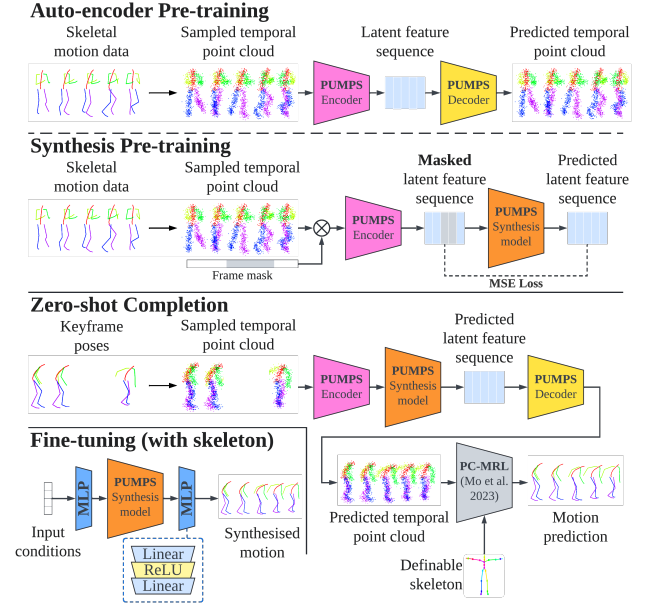 Auto-encoder Pre-training
Skeletal
motion data
Sampled temporal
point cloud
Latent feature
sequence
Predicted temporal
point cloud
PUMPS
Encoder
PUMPS
Decoder
Synthesis Pre-training
Skeletal
motion data
Sampled temporal
point cloud
Masked
latent feature
sequence
Predicted
latent feature
sequence
PUMPS
Encoder
PUMPS
Synthesis
model
Frame mask
MSE Loss
Zero-shot Completion
Keyframe
poses
Sampled temporal
point cloud
Predicted
latent feature
sequence
PUMPS
Encoder
PUMPS
Synthesis
model
PUMPS
Decoder
Fine-tuning (with skeleton)
MLP
PUMPS
Synthesis
model
MLP
Input
conditions
Synthesised
motion
Linear
ReLU
Linear
PC-MRL
(Mo et al.
2023)
Predicted temporal
point cloud
Motion
prediction
Definable
skeleton